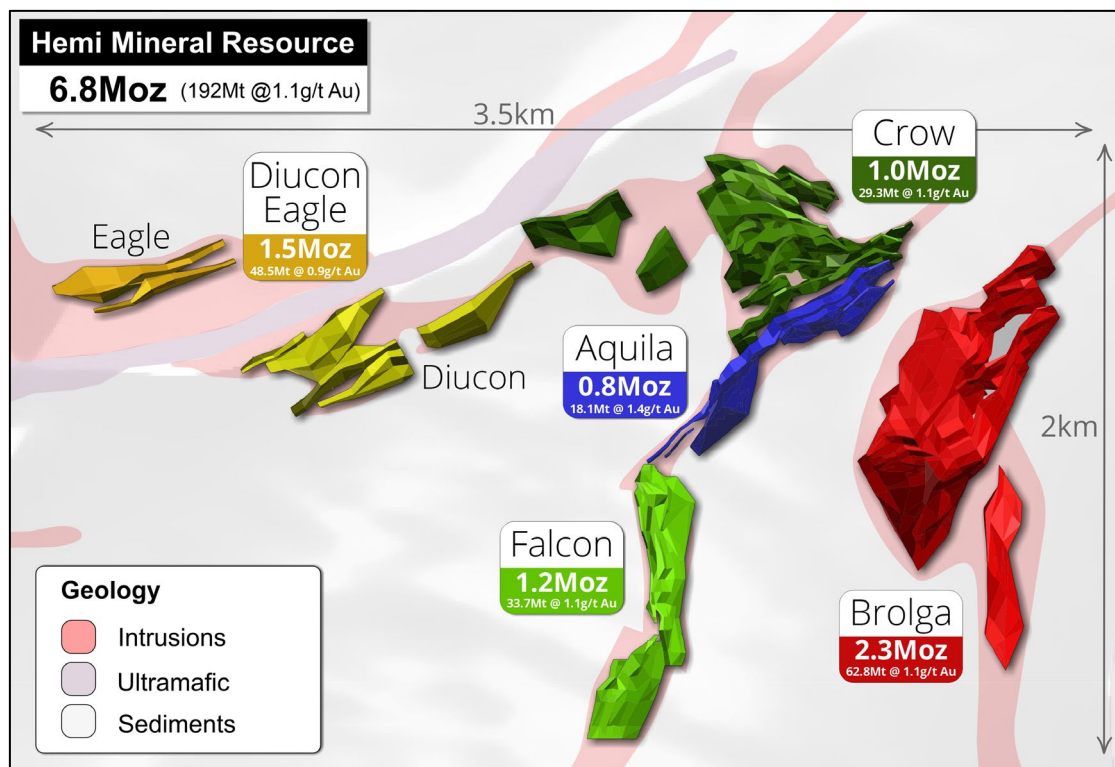 Hemi Mineral Resource
6.8Moz (192Mt @1.1g/t Au)
3.5km
Crow
1.0Moz
29.3Mt @ 1.1g/t Au
Diucon
Eagle
1.5Moz
48.5Mt @ 0.9g/t Au
Eagle
Diucon
Aquila
0.8Moz
18.1Mt @ 1.4g/t Au
2km
Falcon
1.2Moz
33.7Mt @ 1.1g/t Au
Brolga
2.3Moz
62.8Mt @ 1.1g/t Au
Geology
Intrusions
Ultramafic
Sediments